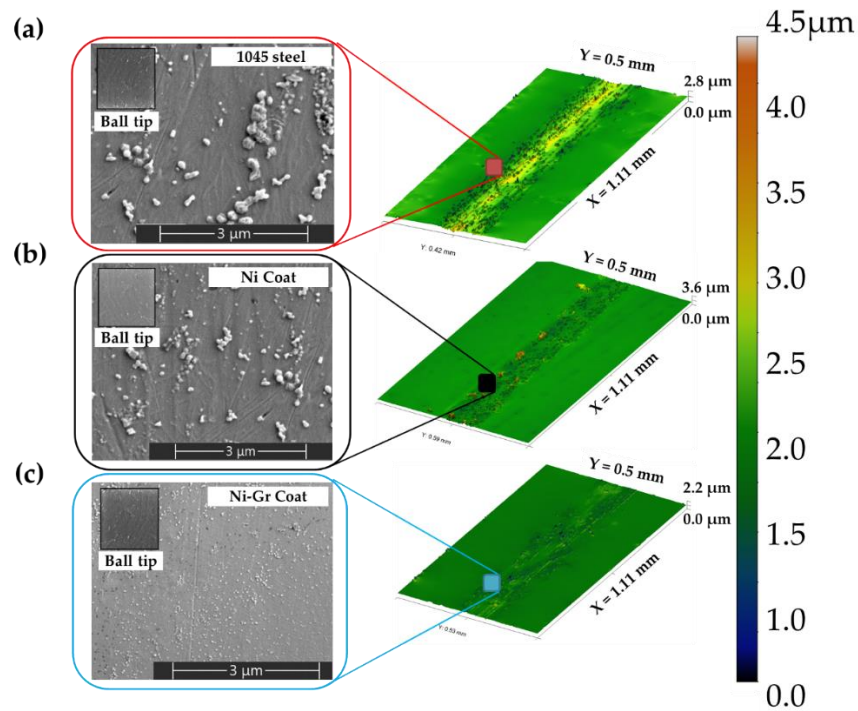 (a)
1045 steel
Ball tip
3 μm
Y = 0.5 mm
2.8 μm
0.0 μm
X = 1.11 mm
Y: 0.42 mm
(b)
Ni Coat
Ball tip
3 μm
Y = 0.5 mm
3.6 μm
0.0 μm
X = 1.11 mm
Y: 0.59 mm
(c)
Ni-Gr Coat
Ball tip
3 μm
Y = 0.5 mm
2.2 μm
0.0 μm
X = 1.11 mm
Y: 0.53 mm
4.5μm
4.0
3.5
3.0
2.5
2.0
1.5
1.0
0.0